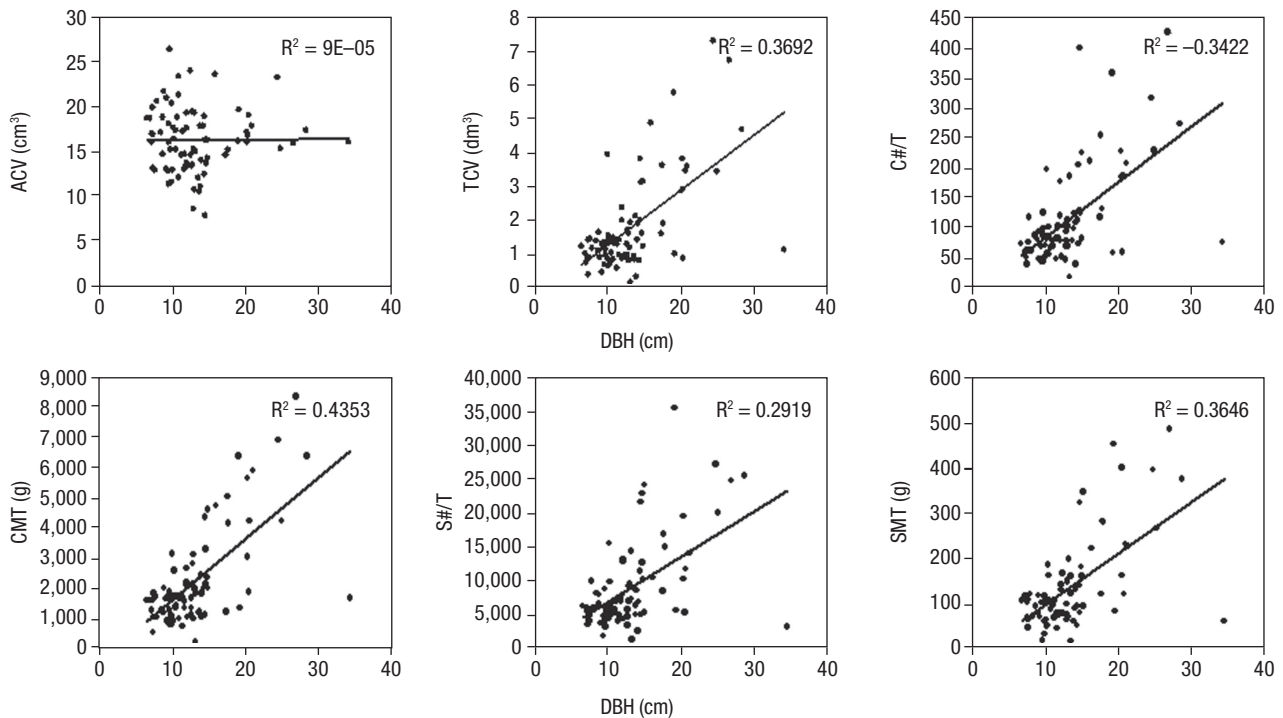 R² = 9E–05
30
25
20
15
10
5
0
ACV (cm³)
0 10 20 30 40
R² = 0.3692
8
7
6
5
4
3
2
1
0
TCV (dm³)
0 10 20 30 40
DBH (cm)
R² = –0.3422
450
400
350
300
250
200
150
100
50
0
C#/T
0 10 20 30 40
R² = 0.4353
9,000
8,000
7,000
6,000
5,000
4,000
3,000
2,000
1,000
0
CMT (g)
0 10 20 30 40
R² = 0.2919
40,000
35,000
30,000
25,000
20,000
15,000
10,000
5,000
0
S#/T
0 10 20 30 40
DBH (cm)
R² = 0.3646
600
500
400
300
200
100
0
SMT (g)
0 10 20 30 40